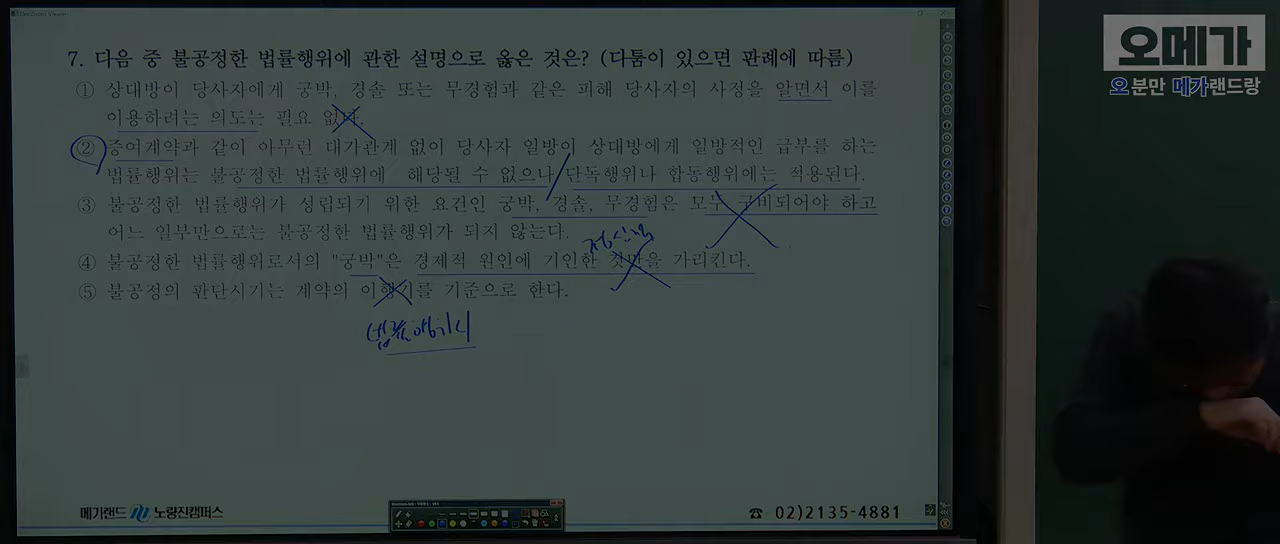 오메가
오분만 메가랜드랑
7. 다음 중 불공정한 법률행위에 관한 설명으로 옳은 것은? (다툼이 있으면 판례에 따름)
① 상대방이 당사자에게 궁박, 경솔 또는 무경험과 같은 피해 당사자의 사정을 알면서 이를
이용하려는 의도는 필요 없다.
② 증여계약과 같이 아무런 대가관계 없이 당사자 일방이 상대방에게 일방적인 급부를 하는
법률행위는 불공정한 법률행위에 해당될 수 없으나 단독행위나 합동행위에는 적용된다.
③ 불공정한 법률행위가 성립되기 위한 요건인 궁박, 경솔, 무경험은 모두 구비되어야 하고
어느 일부만으로는 불공정한 법률행위가 되지 않는다.
정신적
④ 불공정한 법률행위로서의 "궁박"은 경제적 원인에 기인한 것만을 가리킨다.
⑤ 불공정의 판단시기는 계약의 이행기를 기준으로 한다.
메가랜드 노량진캠퍼스
☎ 02)2135-4881